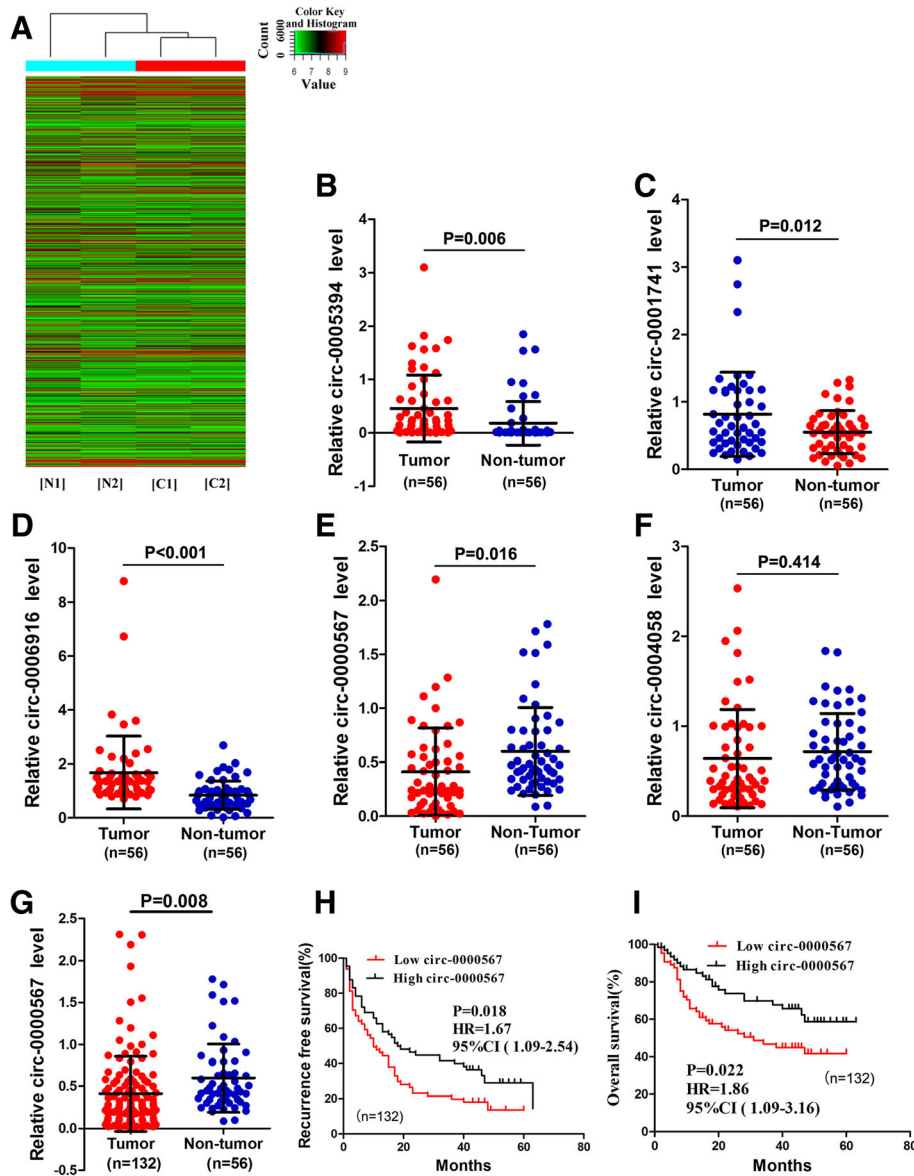 A
Color Key
and Histogram
Count
0 6000
6 7 8 9
Value
[N1] [N2] [C1] [C2]
B
Relative circ-0005394 level
4
3
2
1
0
-1
P=0.006
Tumor Non-tumor
(n=56) (n=56)
C
Relative circ-0001741 level
4
3
2
1
0
P=0.012
Tumor Non-tumor
(n=56) (n=56)
D
Relative circ-0006916 level
10
8
6
4
2
0
P<0.001
Tumor Non-tumor
(n=56) (n=56)
E
Relative circ-0000567 level
2.5
2.0
1.5
1.0
0.5
0.0
P=0.016
Tumor Non-Tumor
(n=56) (n=56)
F
Relative circ-0004058 level
3
2
1
0
P=0.414
Tumor Non-tumor
(n=56) (n=56)
G
Relative circ-0000567 level
2.5
2.0
1.5
1.0
0.5
0.0
-0.5
P=0.008
Tumor Non-tumor
(n=132) (n=56)
H
Recurrence free survival(%)
100
80
60
40
20
0
Low circ-0000567
High circ-0000567
P=0.018
HR=1.67
95%CI ( 1.09-2.54)
(n=132)
0 20 40 60 80
Months
I
Overall survival(%)
100
80
60
40
20
0
Low circ-0000567
High circ-0000567
P=0.022
HR=1.86
95%CI ( 1.09-3.16)
(n=132)
0 20 40 60 80
Months